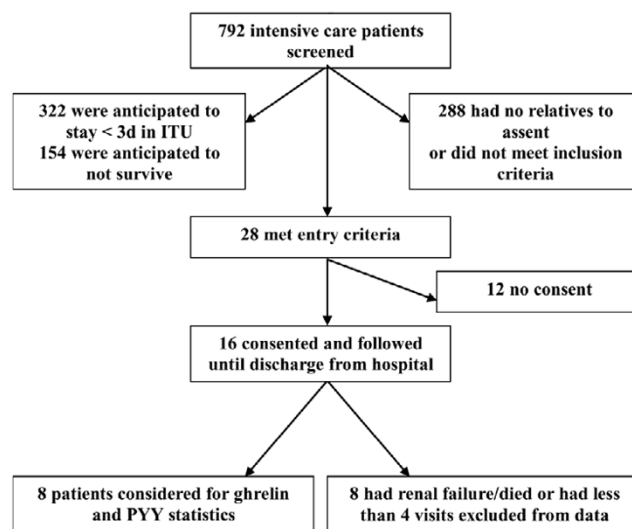 792 intensive care patients
screened
322 were anticipated to
stay < 3d in ITU
154 were anticipated to
not survive
288 had no relatives to
assent
or did not meet inclusion
criteria
28 met entry criteria
12 no consent
16 consented and followed
until discharge from hospital
8 patients considered for ghrelin
and PYY statistics
8 had renal failure/died or had less
than 4 visits excluded from data